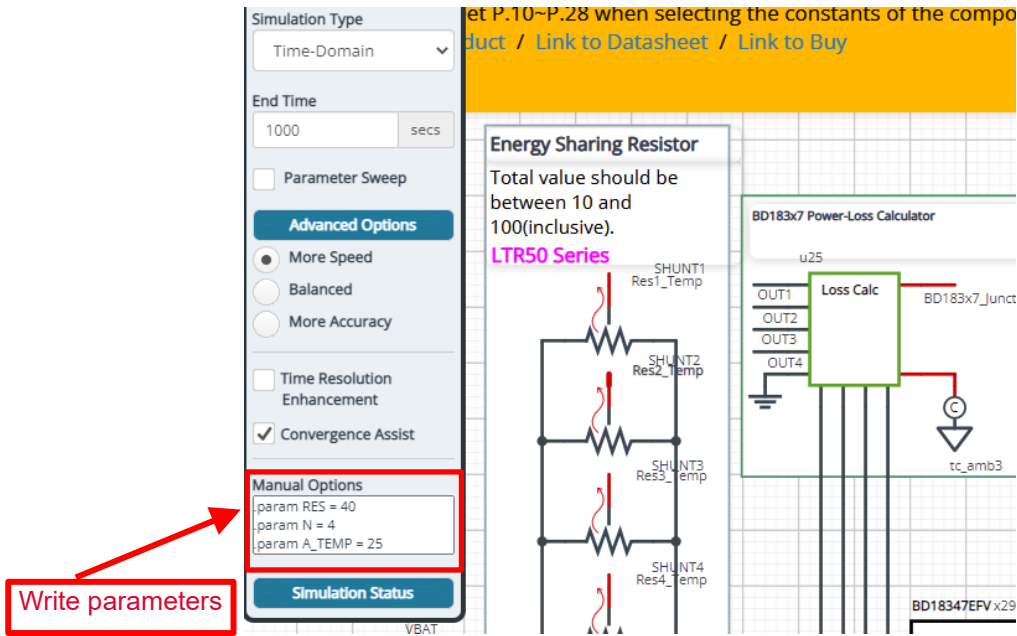 Simulation Type
Time-Domain
End Time
1000 secs
Parameter Sweep
Advanced Options
More Speed
Balanced
More Accuracy
Time Resolution
Enhancement
Convergence Assist
Manual Options
.param RES = 40
.param N = 4
.param A_TEMP = 25
Simulation Status
Write parameters
VBAT
et P.10~P.28 when selecting the constants of the compo
duct / Link to Datasheet / Link to Buy
Energy Sharing Resistor
Total value should be
between 10 and
100(inclusive).
LTR50 Series
SHUNT1
Res1_Temp
SHUNT2
Res2_Temp
SHUNT3
Res3_Temp
SHUNT4
Res4_Temp
BD183x7 Power-Loss Calculator
u25
Loss Calc
OUT1
OUT2
OUT3
OUT4
BD183x7_Junct
C
tc_amb3
BD18347EFV x29